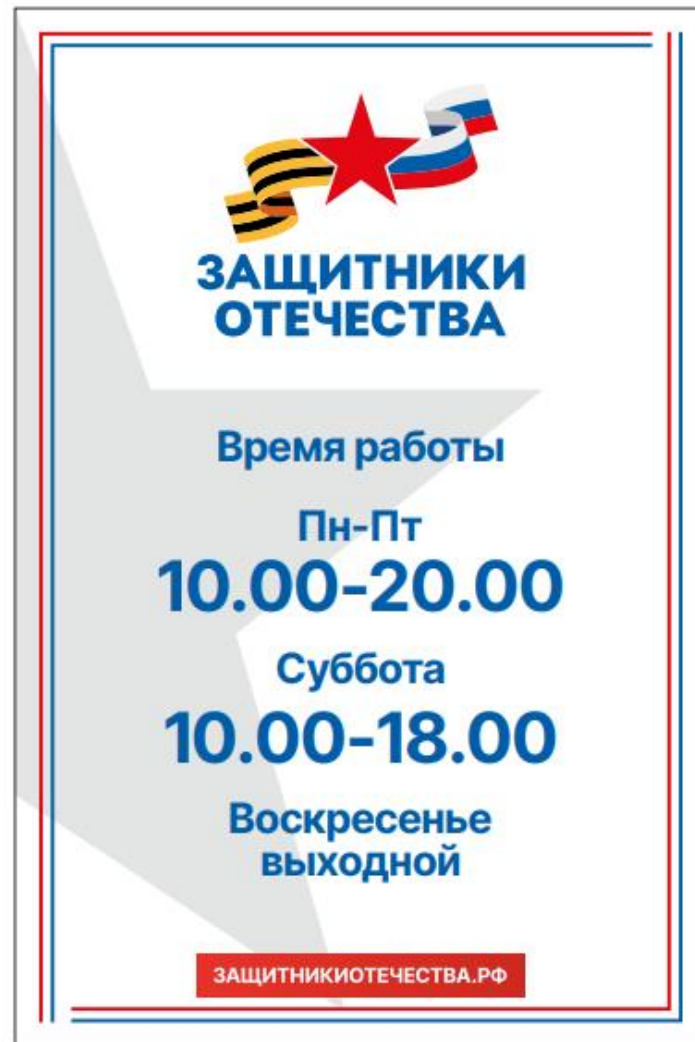 ЗАЩИТНИКИ
ОТЕЧЕСТВА
Время работы
Пн-Пт
10.00-20.00
Суббота
10.00-18.00
Воскресенье
выходной
ЗАЩИТНИКИОТЕЧЕСТВА.РФ